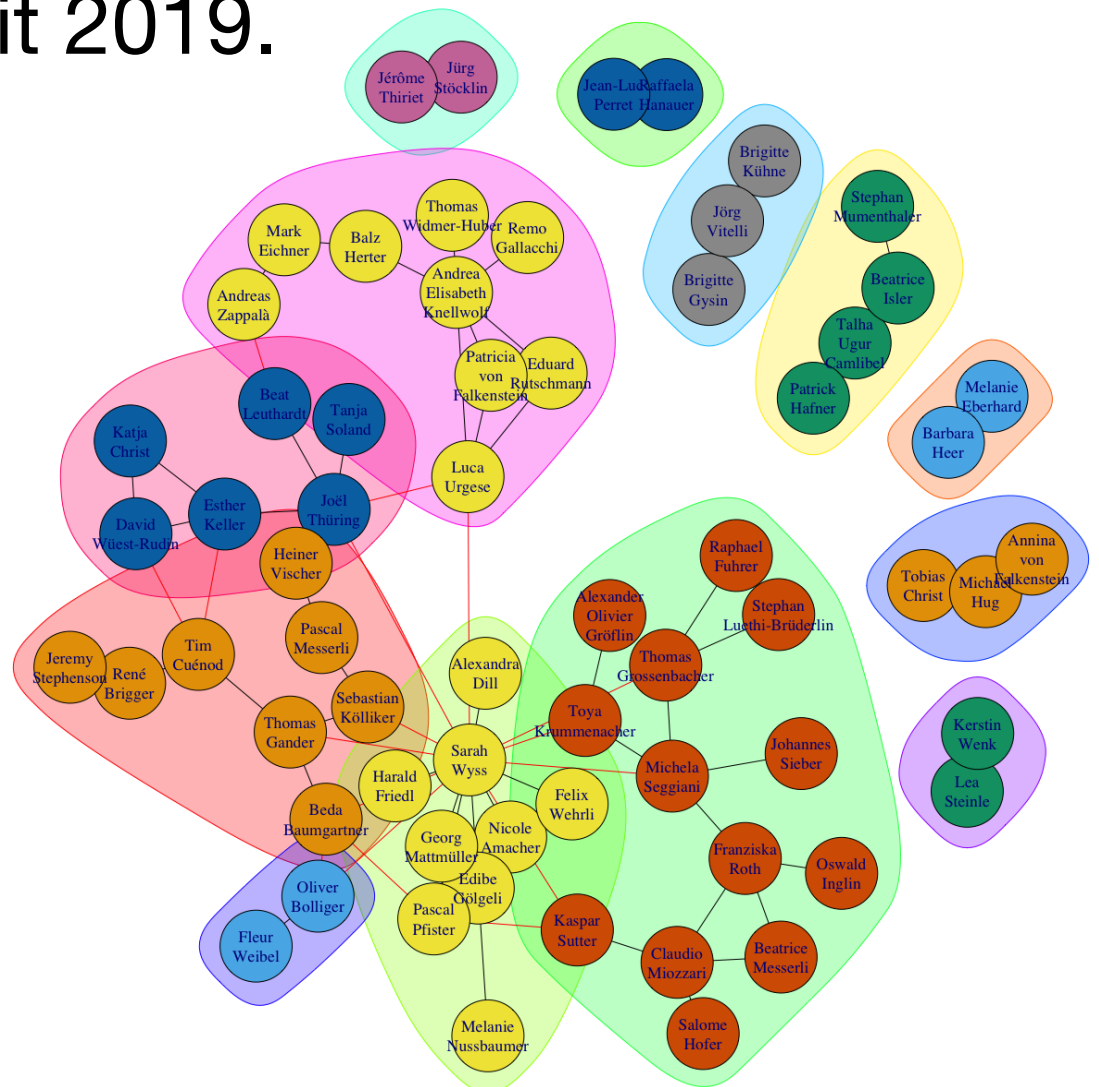 it 2019.
Jérôme
Thiriet
Jürg
Stöcklin
Jean-Luc
Perret
Raffaela
Hanauer
Brigitte
Kühne
Jörg
Vitelli
Brigitte
Gysin
Stephan
Mumenthaler
Beatrice
Isler
Talha
Ugur
Camlibel
Patrick
Hafner
Thomas
Widmer-Huber
Remo
Gallacchi
Mark
Eichner
Balz
Herter
Andrea
Elisabeth
Knellwolf
Andreas
Zappalà
Patricia
von
Falkenstein
Eduard
Rutschmann
Luca
Urgese
Melanie
Eberhard
Barbara
Heer
Beat
Leuthardt
Tanja
Soland
Katja
Christ
David
Wüest-Rudin
Esther
Keller
Joël
Thüring
Heiner
Vischer
Pascal
Messerli
Tim
Cuénod
Jeremy
Stephenson
René
Brigger
Sebastian
Kölliker
Thomas
Gander
Beda
Baumgartner
Oliver
Bolliger
Fleur
Weibel
Alexandra
Dill
Sarah
Wyss
Harald
Friedl
Felix
Wehrli
Georg
Mattmüller
Nicole
Amacher
Edibe
Gölgeli
Pascal
Pfister
Melanie
Nussbaumer
Raphael
Fuhrer
Alexander
Olivier
Gröflin
Stephan
Luethi-Brüderlin
Thomas
Grossenbacher
Toya
Krummenacher
Michela
Seggiani
Johannes
Sieber
Franziska
Roth
Oswald
Inglin
Kaspar
Sutter
Claudio
Miozzari
Beatrice
Messerli
Salome
Hofer
Tobias
Christ
Michael
Hug
Annina
von
Falkenstein
Kerstin
Wenk
Lea
Steinle